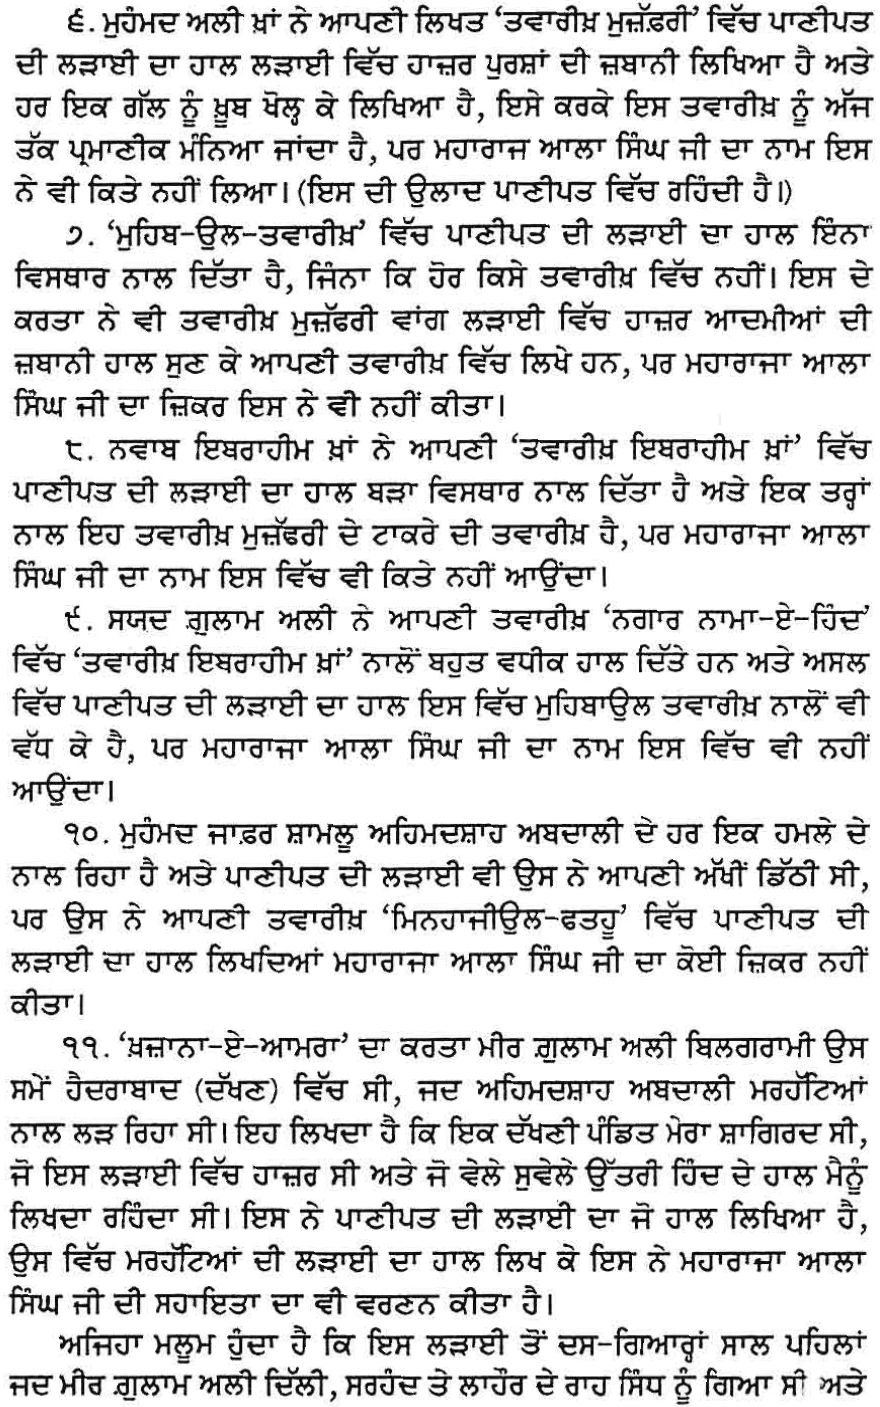 ੬. ਮੁਹੰਮਦ ਅਲੀ ਖ਼ਾਂ ਨੇ ਆਪਣੀ ਲਿਖਤ ‘ਤਵਾਰੀਖ਼ ਮੁਜ਼ੱਫ਼ਰੀ’ ਵਿੱਚ ਪਾਣੀਪਤ
ਦੀ ਲੜਾਈ ਦਾ ਹਾਲ ਲੜਾਈ ਵਿੱਚ ਹਾਜ਼ਰ ਪੁਰਸ਼ਾਂ ਦੀ ਜ਼ਬਾਨੀ ਲਿਖਿਆ ਹੈ ਅਤੇ
ਹਰ ਇਕ ਗੱਲ ਨੂੰ ਖ਼ੂਬ ਖੋਲ੍ਹ ਕੇ ਲਿਖਿਆ ਹੈ, ਇਸੇ ਕਰਕੇ ਇਸ ਤਵਾਰੀਖ਼ ਨੂੰ ਅੱਜ
ਤੱਕ ਪ੍ਰਮਾਣੀਕ ਮੰਨਿਆ ਜਾਂਦਾ ਹੈ, ਪਰ ਮਹਾਰਾਜ ਆਲਾ ਸਿੰਘ ਜੀ ਦਾ ਨਾਮ ਇਸ
ਨੇ ਵੀ ਕਿਤੇ ਨਹੀਂ ਲਿਆ। (ਇਸ ਦੀ ਉਲਾਦ ਪਾਣੀਪਤ ਵਿੱਚ ਰਹਿੰਦੀ ਹੈ।)
੭. ‘ਮੁਹਿਬ-ਉਲ-ਤਵਾਰੀਖ਼’ ਵਿੱਚ ਪਾਣੀਪਤ ਦੀ ਲੜਾਈ ਦਾ ਹਾਲ ਇੰਨਾ
ਵਿਸਥਾਰ ਨਾਲ ਦਿੱਤਾ ਹੈ, ਜਿੰਨਾ ਕਿ ਹੋਰ ਕਿਸੇ ਤਵਾਰੀਖ਼ ਵਿੱਚ ਨਹੀਂ। ਇਸ ਦੇ
ਕਰਤਾ ਨੇ ਵੀ ਤਵਾਰੀਖ਼ ਮੁਜ਼ੱਫਰੀ ਵਾਂਗ ਲੜਾਈ ਵਿੱਚ ਹਾਜ਼ਰ ਆਦਮੀਆਂ ਦੀ
ਜ਼ਬਾਨੀ ਹਾਲ ਸੁਣ ਕੇ ਆਪਣੀ ਤਵਾਰੀਖ਼ ਵਿੱਚ ਲਿਖੇ ਹਨ, ਪਰ ਮਹਾਰਾਜਾ ਆਲਾ
ਸਿੰਘ ਜੀ ਦਾ ਜ਼ਿਕਰ ਇਸ ਨੇ ਵੀ ਨਹੀਂ ਕੀਤਾ।
੮. ਨਵਾਬ ਇਬਰਾਹੀਮ ਖ਼ਾਂ ਨੇ ਆਪਣੀ ‘ਤਵਾਰੀਖ਼ ਇਬਰਾਹੀਮ ਖ਼ਾਂ’ ਵਿੱਚ
ਪਾਣੀਪਤ ਦੀ ਲੜਾਈ ਦਾ ਹਾਲ ਬੜਾ ਵਿਸਥਾਰ ਨਾਲ ਦਿੱਤਾ ਹੈ ਅਤੇ ਇਕ ਤਰ੍ਹਾਂ
ਨਾਲ ਇਹ ਤਵਾਰੀਖ਼ ਮੁਜ਼ੱਫਰੀ ਦੇ ਟਾਕਰੇ ਦੀ ਤਵਾਰੀਖ਼ ਹੈ, ਪਰ ਮਹਾਰਾਜਾ ਆਲਾ
ਸਿੰਘ ਜੀ ਦਾ ਨਾਮ ਇਸ ਵਿੱਚ ਵੀ ਕਿਤੇ ਨਹੀਂ ਆਉਂਦਾ।
੯. ਸਯਦ ਗ਼ੁਲਾਮ ਅਲੀ ਨੇ ਆਪਣੀ ਤਵਾਰੀਖ਼ ‘ਨਗਾਰ ਨਾਮਾ-ਏ-ਹਿੰਦ’
ਵਿੱਚ ‘ਤਵਾਰੀਖ਼ ਇਬਰਾਹੀਮ ਖ਼ਾਂ’ ਨਾਲੋਂ ਬਹੁਤ ਵਧੀਕ ਹਾਲ ਦਿੱਤੇ ਹਨ ਅਤੇ ਅਸਲ
ਵਿੱਚ ਪਾਣੀਪਤ ਦੀ ਲੜਾਈ ਦਾ ਹਾਲ ਇਸ ਵਿੱਚ ਮੁਹਿਬਾਉਲ ਤਵਾਰੀਖ਼ ਨਾਲੋਂ ਵੀ
ਵੱਧ ਕੇ ਹੈ, ਪਰ ਮਹਾਰਾਜਾ ਆਲਾ ਸਿੰਘ ਜੀ ਦਾ ਨਾਮ ਇਸ ਵਿੱਚ ਵੀ ਨਹੀਂ
ਆਉਂਦਾ।
੧੦. ਮੁਹੰਮਦ ਜਾਫ਼ਰ ਸ਼ਾਮਲੂ ਅਹਿਮਦਸ਼ਾਹ ਅਬਦਾਲੀ ਦੇ ਹਰ ਇਕ ਹਮਲੇ ਦੇ
ਨਾਲ ਰਿਹਾ ਹੈ ਅਤੇ ਪਾਣੀਪਤ ਦੀ ਲੜਾਈ ਵੀ ਉਸ ਨੇ ਆਪਣੀ ਅੱਖੀਂ ਡਿੱਠੀ ਸੀ,
ਪਰ ਉਸ ਨੇ ਆਪਣੀ ਤਵਾਰੀਖ਼ ‘ਮਿਨਹਾਜੀਉਲ-ਫਤਹੂ’ ਵਿੱਚ ਪਾਣੀਪਤ ਦੀ
ਲੜਾਈ ਦਾ ਹਾਲ ਲਿਖਦਿਆਂ ਮਹਾਰਾਜਾ ਆਲਾ ਸਿੰਘ ਜੀ ਦਾ ਕੋਈ ਜ਼ਿਕਰ ਨਹੀਂ
ਕੀਤਾ।
੧੧. ‘ਖ਼ਜ਼ਾਨਾ-ਏ-ਆਮਰਾ’ ਦਾ ਕਰਤਾ ਮੀਰ ਗ਼ੁਲਾਮ ਅਲੀ ਬਿਲਗਰਾਮੀ ਉਸ
ਸਮੇਂ ਹੈਦਰਾਬਾਦ (ਦੱਖਣ) ਵਿੱਚ ਸੀ, ਜਦ ਅਹਿਮਦਸ਼ਾਹ ਅਬਦਾਲੀ ਮਰਹੱਟਿਆਂ
ਨਾਲ ਲੜ ਰਿਹਾ ਸੀ। ਇਹ ਲਿਖਦਾ ਹੈ ਕਿ ਇਕ ਦੱਖਣੀ ਪੰਡਿਤ ਮੇਰਾ ਸ਼ਾਗਿਰਦ ਸੀ,
ਜੋ ਇਸ ਲੜਾਈ ਵਿੱਚ ਹਾਜ਼ਰ ਸੀ ਅਤੇ ਜੋ ਵੇਲੇ ਸੁਵੇਲੇ ਉੱਤਰੀ ਹਿੰਦ ਦੇ ਹਾਲ ਮੈਨੂੰ
ਲਿਖਦਾ ਰਹਿੰਦਾ ਸੀ। ਇਸ ਨੇ ਪਾਣੀਪਤ ਦੀ ਲੜਾਈ ਦਾ ਜੋ ਹਾਲ ਲਿਖਿਆ ਹੈ,
ਉਸ ਵਿੱਚ ਮਰਹੱਟਿਆਂ ਦੀ ਲੜਾਈ ਦਾ ਹਾਲ ਲਿਖ ਕੇ ਇਸ ਨੇ ਮਹਾਰਾਜਾ ਆਲਾ
ਸਿੰਘ ਜੀ ਦੀ ਸਹਾਇਤਾ ਦਾ ਵੀ ਵਰਣਨ ਕੀਤਾ ਹੈ।
ਅਜਿਹਾ ਮਲੂਮ ਹੁੰਦਾ ਹੈ ਕਿ ਇਸ ਲੜਾਈ ਤੋਂ ਦਸ-ਗਿਆਰ੍ਹਾਂ ਸਾਲ ਪਹਿਲਾਂ
ਜਦ ਮੀਰ ਗ਼ੁਲਾਮ ਅਲੀ ਦਿੱਲੀ, ਸਰਹੰਦ ਤੇ ਲਾਹੌਰ ਦੇ ਰਾਹ ਸਿੰਧ ਨੂੰ ਗਿਆ ਸੀ ਅਤੇ